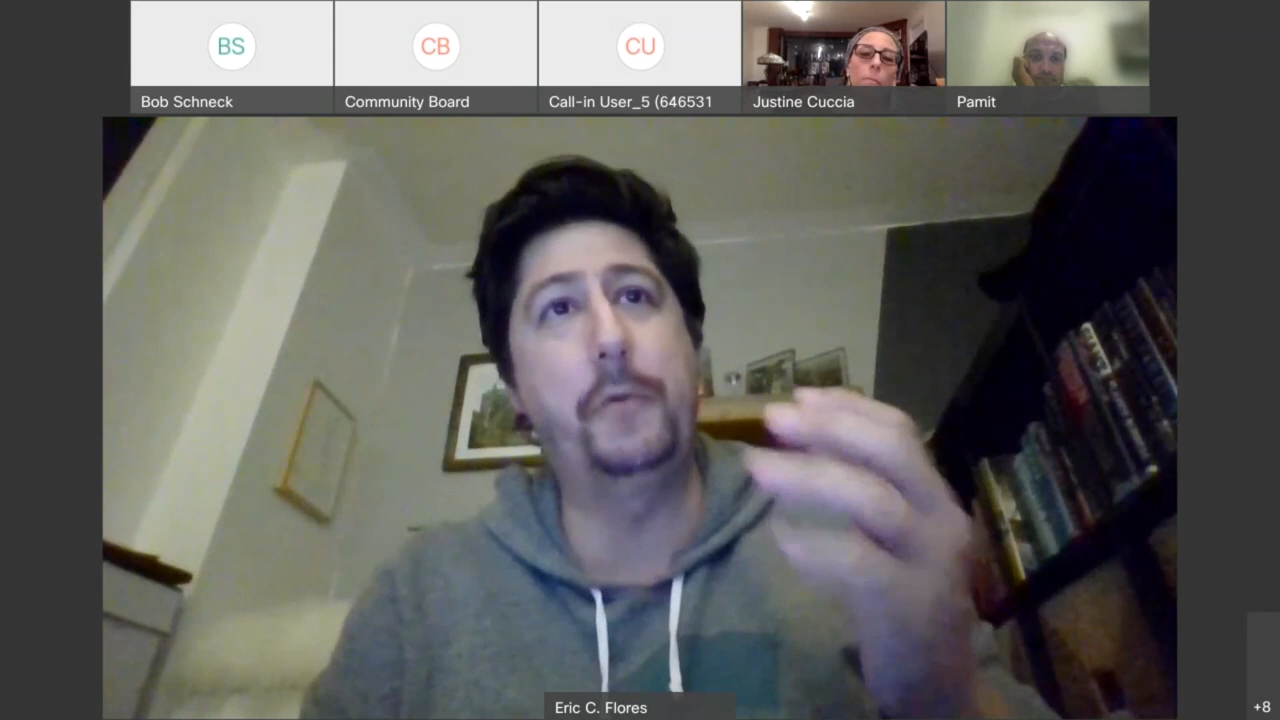 BS
CB
CU
Bob Schneck
Community Board
Call-in User_5 (646531
Justine Cuccia
Pamit
Eric C. Flores
+8